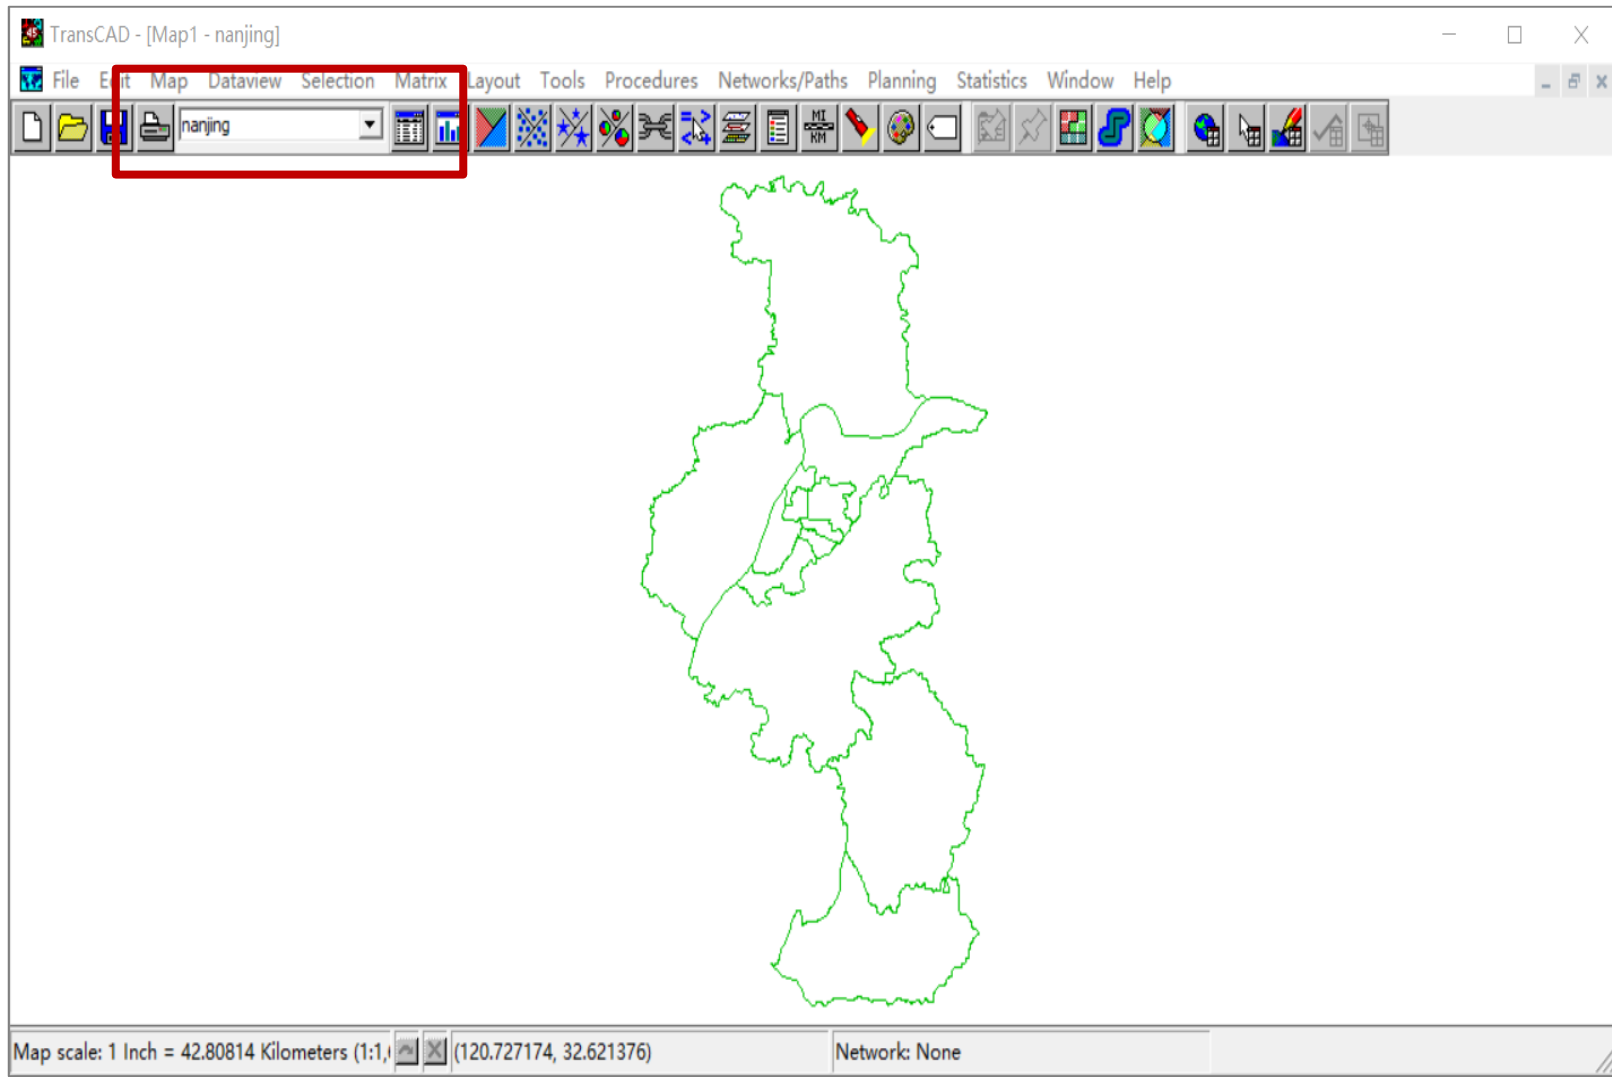 TransCAD - [Map1 - nanjing]
File Edit Map Dataview Selection Matrix Layout Tools Procedures Networks/Paths Planning Statistics Window Help
nanjing
MI
KM
Map scale: 1 Inch = 42.80814 Kilometers (1:1,
(120.727174, 32.621376)
Network: None